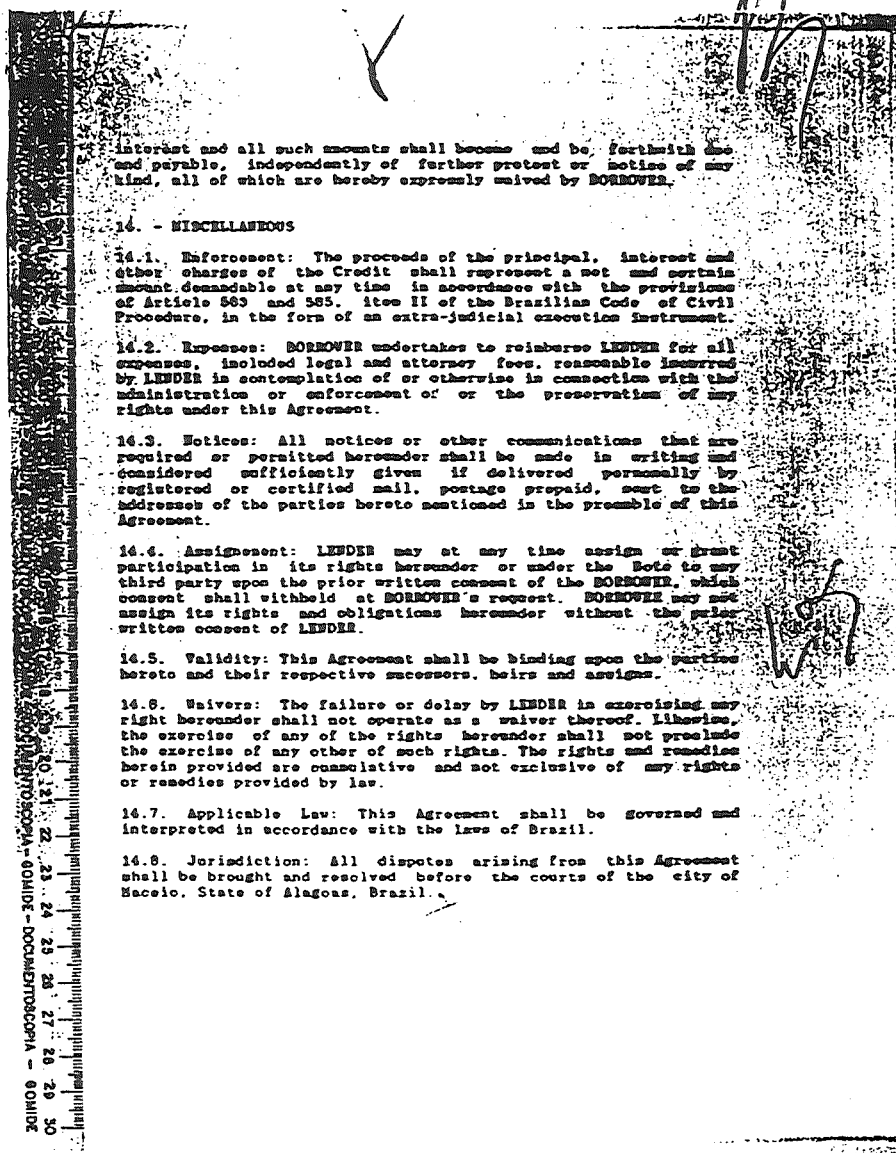 interest and all such amounts shall become and be, forthwith due
and payable, independently of further protest or notice of any
kind, all of which are hereby expressly waived by BORROWER.
14. - MISCELLANEOUS
14.1. Enforcement: The proceeds of the principal, interest and
other charges of the Credit shall represent a net and certain
amount demandable at any time in accordance with the provisions
of Article 583 and 585, item II of the Brazilian Code of Civil
Procedure, in the form of an extra-judicial execution instrument.
14.2. Expenses: BORROWER undertakes to reimburse LENDER for all
expenses, included legal and attorney fees, reasonable incurred
by LENDER in contemplation of or otherwise in connection with the
administration or enforcement of or the preservation of any
rights under this Agreement.
14.3. Notices: All notices or other communications that are
required or permitted hereunder shall be made in writing and
considered sufficiently given if delivered personally by
registered or certified mail, postage prepaid, sent to the
addresses of the parties hereto mentioned in the preamble of this
Agreement.
14.4. Assignement: LENDER may at any time assign or grant
participation in its rights hereunder or under the Note to any
third party upon the prior written consent of the BORROWER, which
consent shall withheld at BORROWER's request. BORROWER may not
assign its rights and obligations hereunder without the prior
written consent of LENDER.
14.5. Validity: This Agreement shall be binding upon the parties
hereto and their respective sucessors, heirs and assigns.
14.6. Waivers: The failure or delay by LENDER in exercising any
right hereunder shall not operate as a waiver thereof. Likewise,
the exercise of any of the rights hereunder shall not preclude
the exercise of any other of such rights. The rights and remedies
herein provided are cumulative and not exclusive of any rights
or remedies provided by law.
14.7. Applicable Law: This Agreement shall be governed and
interpreted in accordance with the laws of Brazil.
14.8. Jurisdiction: All disputes arising from this Agreement
shall be brought and resolved before the courts of the city of
Maceio, State of Alagoas, Brazil.
18 19 20 21 22 23 24 25 26 27 28 29 30
GOMIDE - DOCUMENTOSCOPIA - GOMIDE